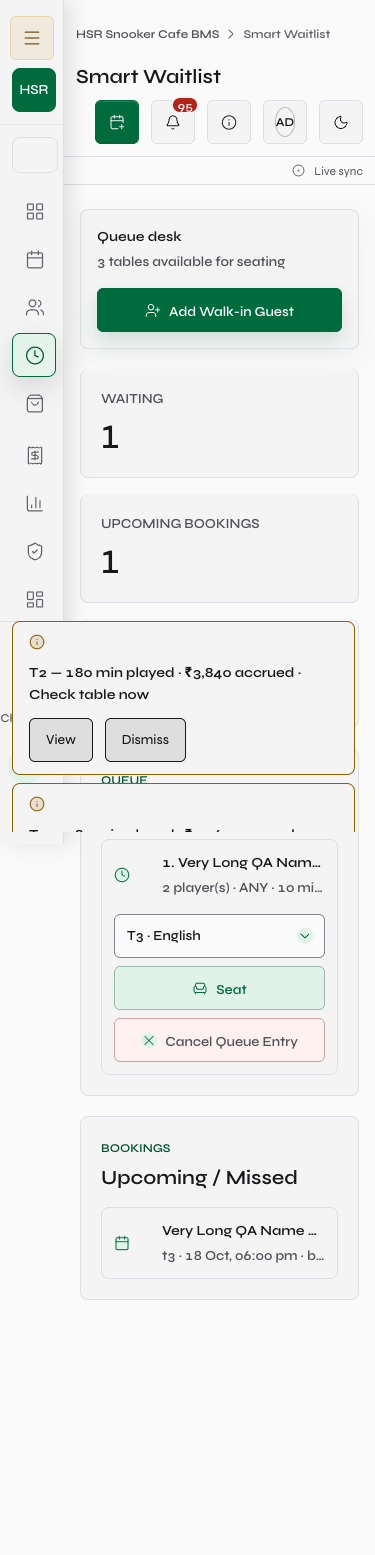 HSR Snooker Cafe BMS > Smart Waitlist
HSR
Smart Waitlist
95
AD
Live sync
Queue desk
3 tables available for seating
Add Walk-in Guest
WAITING
1
UPCOMING BOOKINGS
1
T2 — 180 min played · ₹3,840 accrued ·
Check table now
View Dismiss
QUEUE
1. Very Long QA Nam...
2 player(s) · ANY · 10 mi...
T3 · English
Seat
Cancel Queue Entry
BOOKINGS
Upcoming / Missed
Very Long QA Name ...
t3 · 18 Oct, 06:00 pm · b...